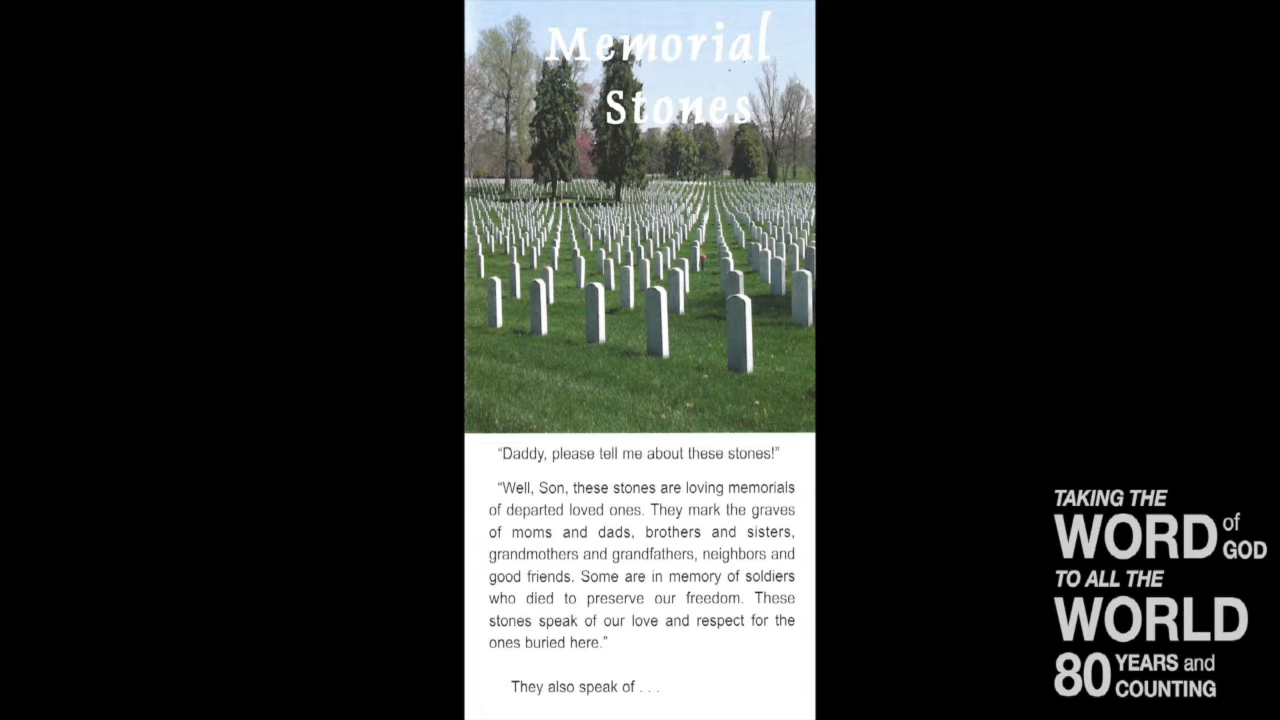 Memorial
Stones
“Daddy, please tell me about these stones!”
“Well, Son, these stones are loving memorials
of departed loved ones. They mark the graves
of moms and dads, brothers and sisters,
grandmothers and grandfathers, neighbors and
good friends. Some are in memory of soldiers
who died to preserve our freedom. These
stones speak of our love and respect for the
ones buried here.”
They also speak of . . .
TAKING THE
WORD of GOD
TO ALL THE
WORLD
80 YEARS and
COUNTING